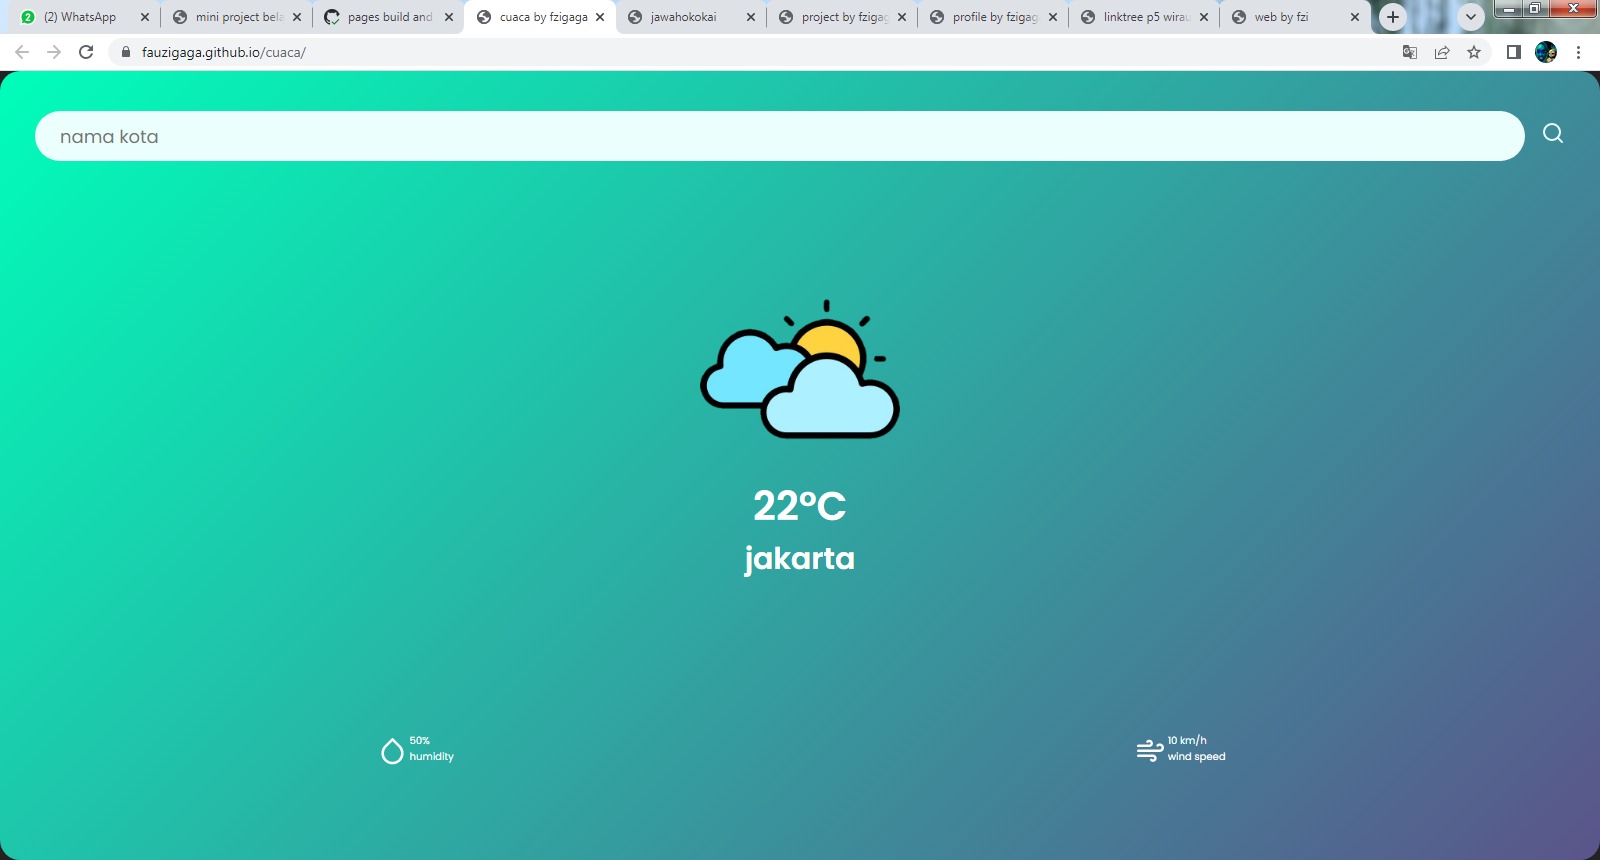 (2) WhatsApp
mini project bela
pages build and
cuaca by fzigaga
jawahokokai
project by fzigag
profile by fzigag
linktree p5 wirau
web by fzi
fauzigaga.github.io/cuaca/
nama kota
22°C
jakarta
50%
humidity
10 km/h
wind speed